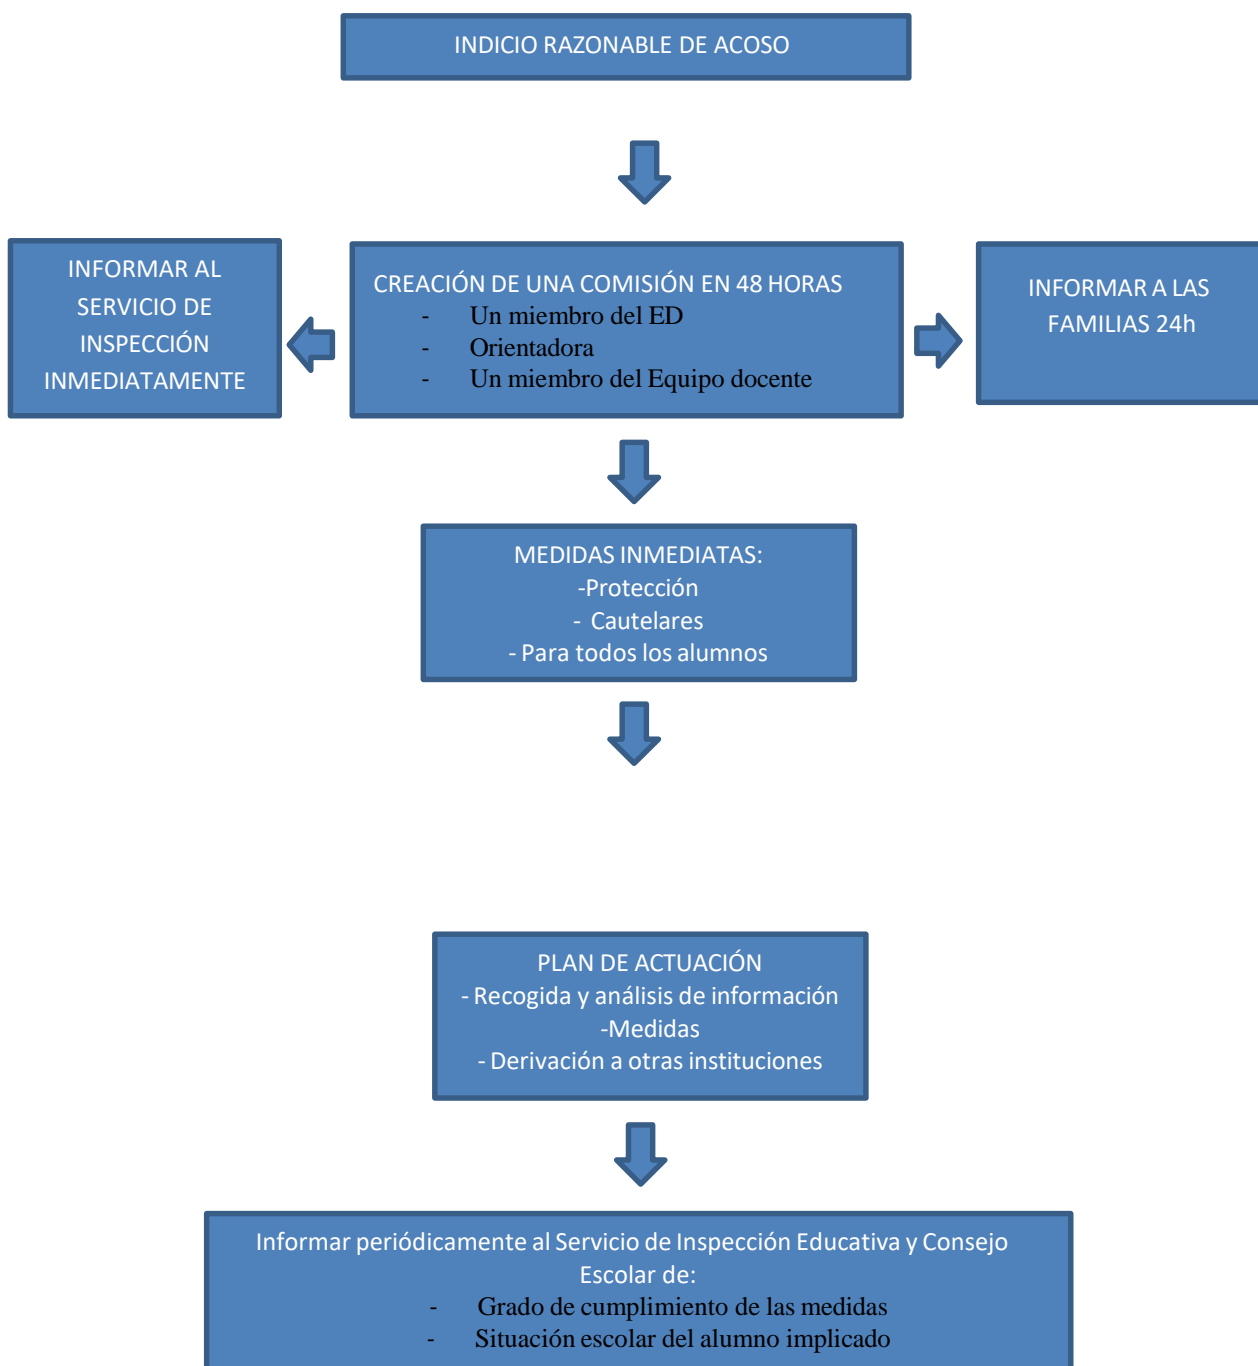 INDICIO RAZONABLE DE ACOSO
INFORMAR AL
SERVICIO DE
INSPECCIÓN
INMEDIATAMENTE
CREACIÓN DE UNA COMISIÓN EN 48 HORAS
- Un miembro del ED
- Orientadora
- Un miembro del Equipo docente
INFORMAR A LAS
FAMILIAS 24h
MEDIDAS INMEDIATAS:
-Protección
- Cautelares
- Para todos los alumnos
PLAN DE ACTUACIÓN
- Recogida y análisis de información
-Medidas
- Derivación a otras instituciones
Informar periódicamente al Servicio de Inspección Educativa y Consejo
Escolar de:
- Grado de cumplimiento de las medidas
- Situación escolar del alumno implicado